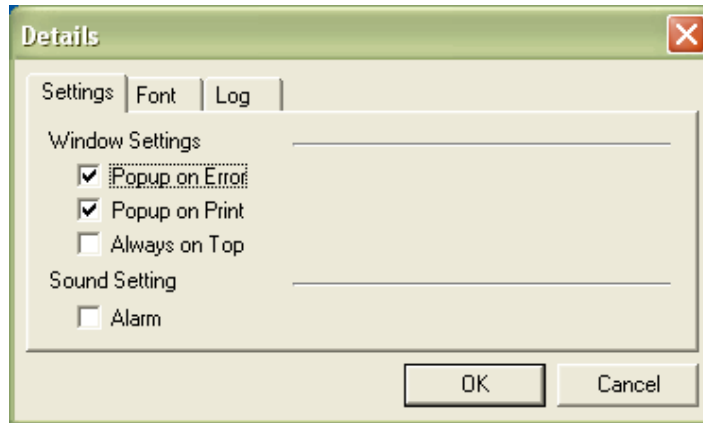 Details
Settings Font Log
Window Settings
Popup on Error
Popup on Print
Always on Top
Sound Setting
Alarm
OK Cancel